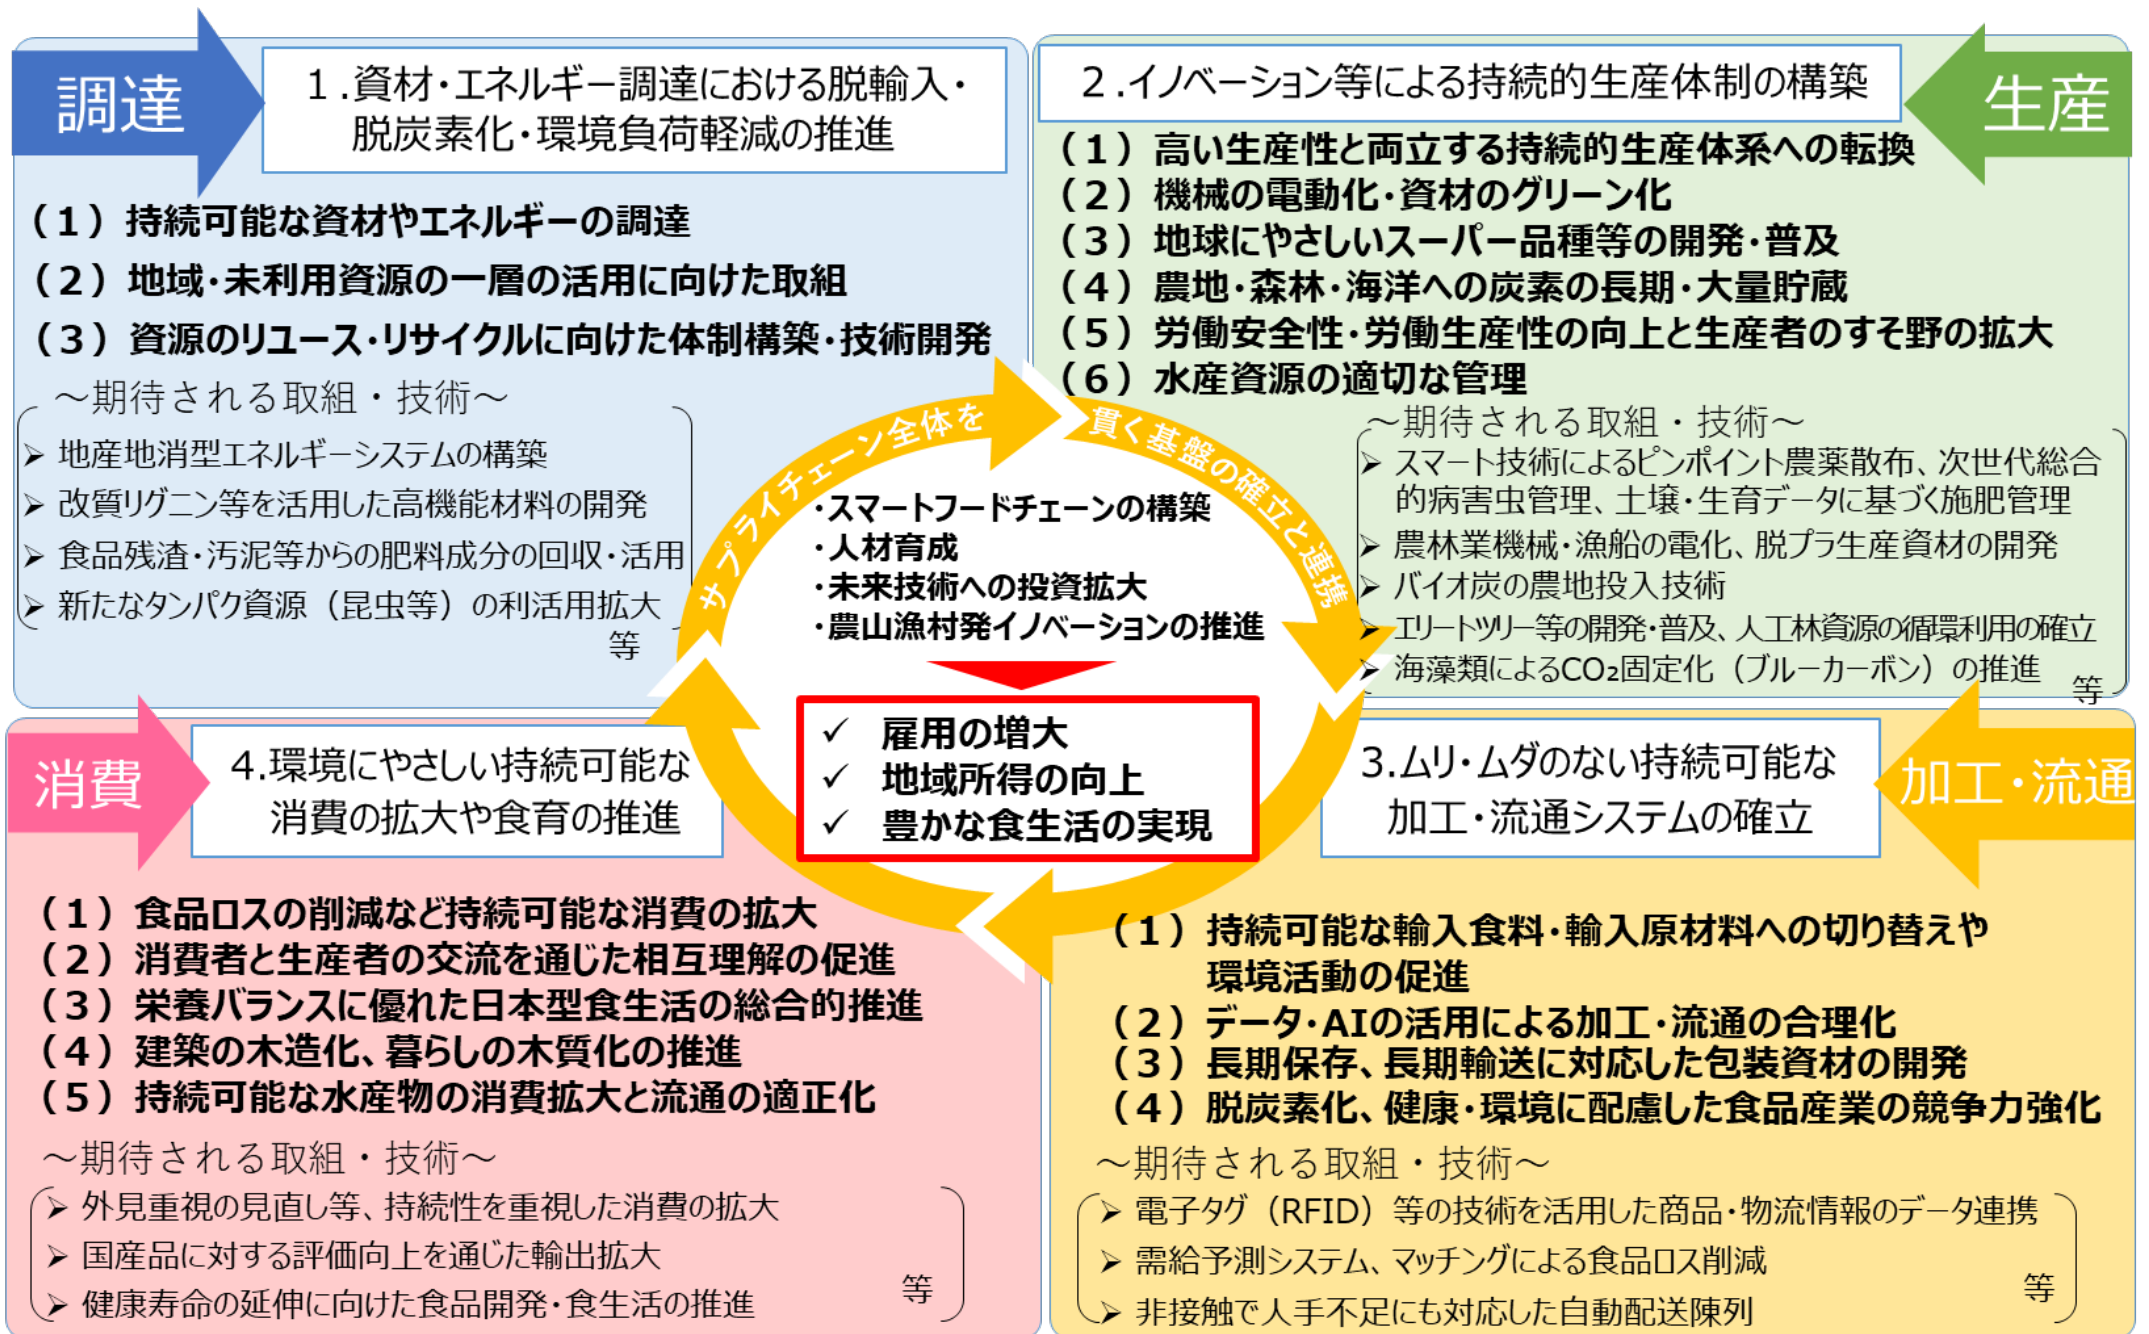 調達
１.資材・エネルギー調達における脱輸入・
脱炭素化・環境負荷軽減の推進
（１）持続可能な資材やエネルギーの調達
（２）地域・未利用資源の一層の活用に向けた取組
（３）資源のリユース・リサイクルに向けた体制構築・技術開発
～期待される取組・技術～
➢ 地産地消型エネルギーシステムの構築
➢ 改質リグニン等を活用した高機能材料の開発
➢ 食品残渣・汚泥等からの肥料成分の回収・活用
➢ 新たなタンパク資源（昆虫等）の利活用拡大
等
生産
２.イノベーション等による持続的生産体制の構築
（１）高い生産性と両立する持続的生産体系への転換
（２）機械の電動化・資材のグリーン化
（３）地球にやさしいスーパー品種等の開発・普及
（４）農地・森林・海洋への炭素の長期・大量貯蔵
（５）労働安全性・労働生産性の向上と生産者のすそ野の拡大
（６）水産資源の適切な管理
～期待される取組・技術～
➢ スマート技術によるピンポイント農薬散布、次世代総合
的病害虫管理、土壌・生育データに基づく施肥管理
➢ 農林業機械・漁船の電化、脱プラ生産資材の開発
➢ バイオ炭の農地投入技術
➢ エリートツリー等の開発・普及、人工林資源の循環利用の確立
➢ 海藻類によるCO₂固定化（ブルーカーボン）の推進
等
サプライチェーン全体を
貫く基盤の確立と連携
・スマートフードチェーンの構築
・人材育成
・未来技術への投資拡大
・農山漁村発イノベーションの推進
✓ 雇用の増大
✓ 地域所得の向上
✓ 豊かな食生活の実現
消費
4.環境にやさしい持続可能な
消費の拡大や食育の推進
（１）食品ロスの削減など持続可能な消費の拡大
（２）消費者と生産者の交流を通じた相互理解の促進
（３）栄養バランスに優れた日本型食生活の総合的推進
（４）建築の木造化、暮らしの木質化の推進
（５）持続可能な水産物の消費拡大と流通の適正化
～期待される取組・技術～
➢ 外見重視の見直し等、持続性を重視した消費の拡大
➢ 国産品に対する評価向上を通じた輸出拡大
➢ 健康寿命の延伸に向けた食品開発・食生活の推進
等
加工・流通
3.ムリ・ムダのない持続可能な
加工・流通システムの確立
（１）持続可能な輸入食料・輸入原材料への切り替えや
環境活動の促進
（２）データ・AIの活用による加工・流通の合理化
（３）長期保存、長期輸送に対応した包装資材の開発
（４）脱炭素化、健康・環境に配慮した食品産業の競争力強化
～期待される取組・技術～
➢ 電子タグ（RFID）等の技術を活用した商品・物流情報のデータ連携
➢ 需給予測システム、マッチングによる食品ロス削減
➢ 非接触で人手不足にも対応した自動配送陳列
等